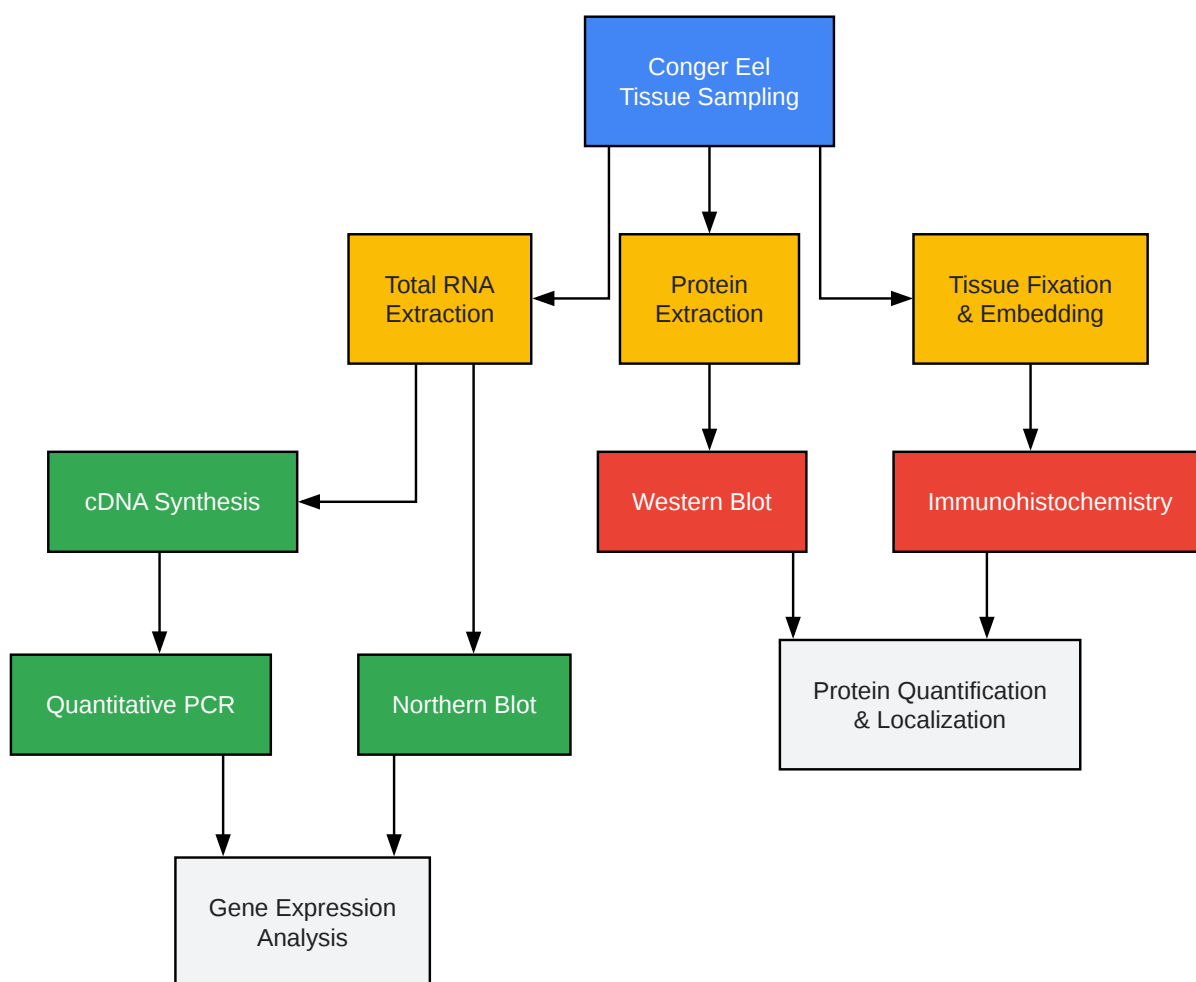 Conger Eel
Tissue Sampling
Total RNA
Extraction
Protein
Extraction
Tissue Fixation
& Embedding
cDNA Synthesis
Western Blot
Immunohistochemistry
Quantitative PCR
Northern Blot
Protein Quantification
& Localization
Gene Expression
Analysis